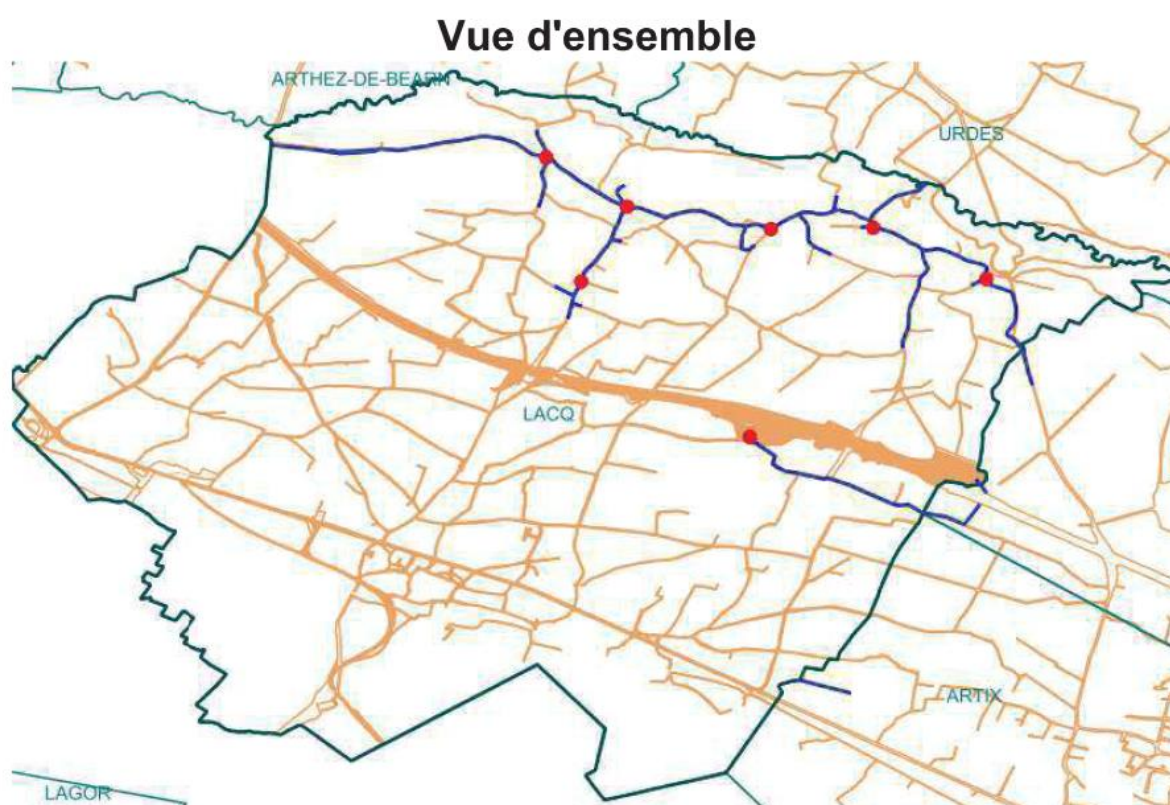 Vue d'ensemble
ARTHEZ-DE-BEARN
URDES
LACQ
ARTIX
LAGOR